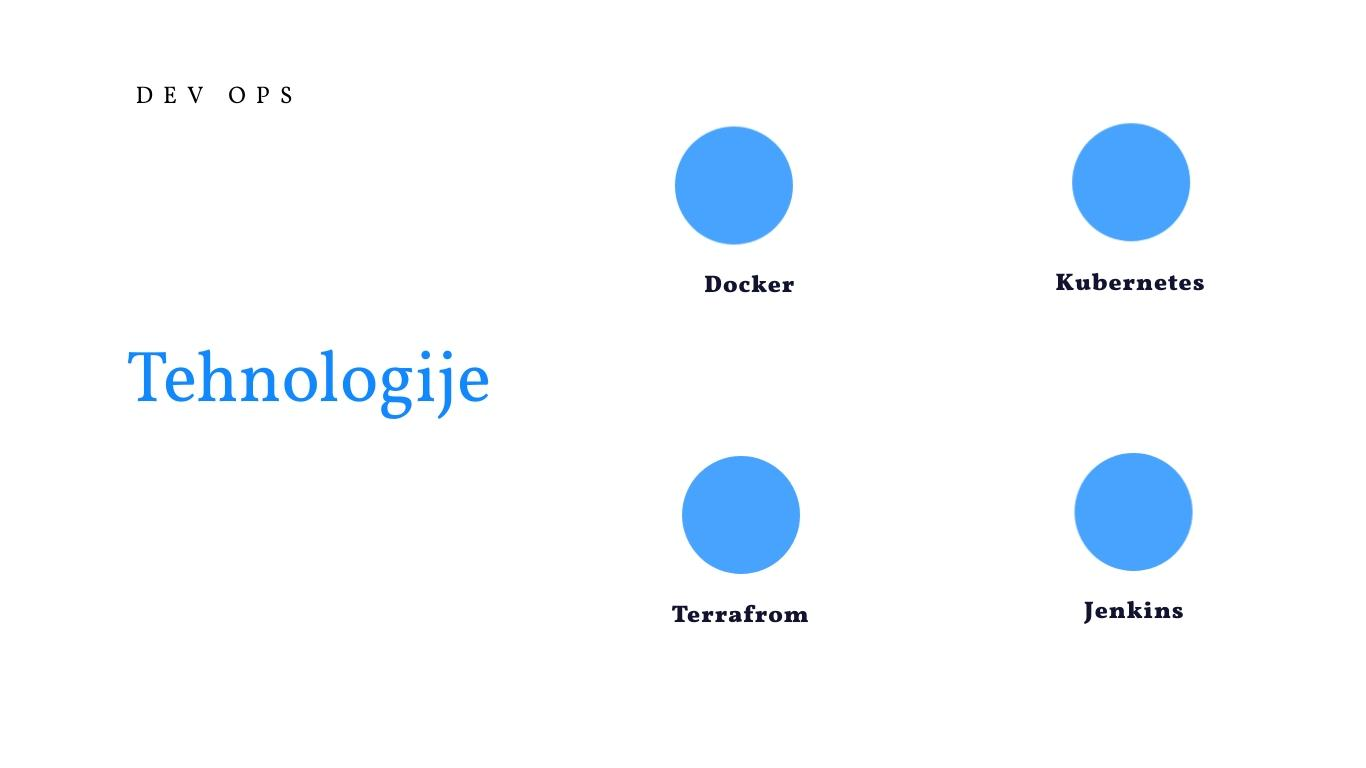 DEV OPS
Tehnologije
Docker
Kubernetes
Terrafrom
Jenkins